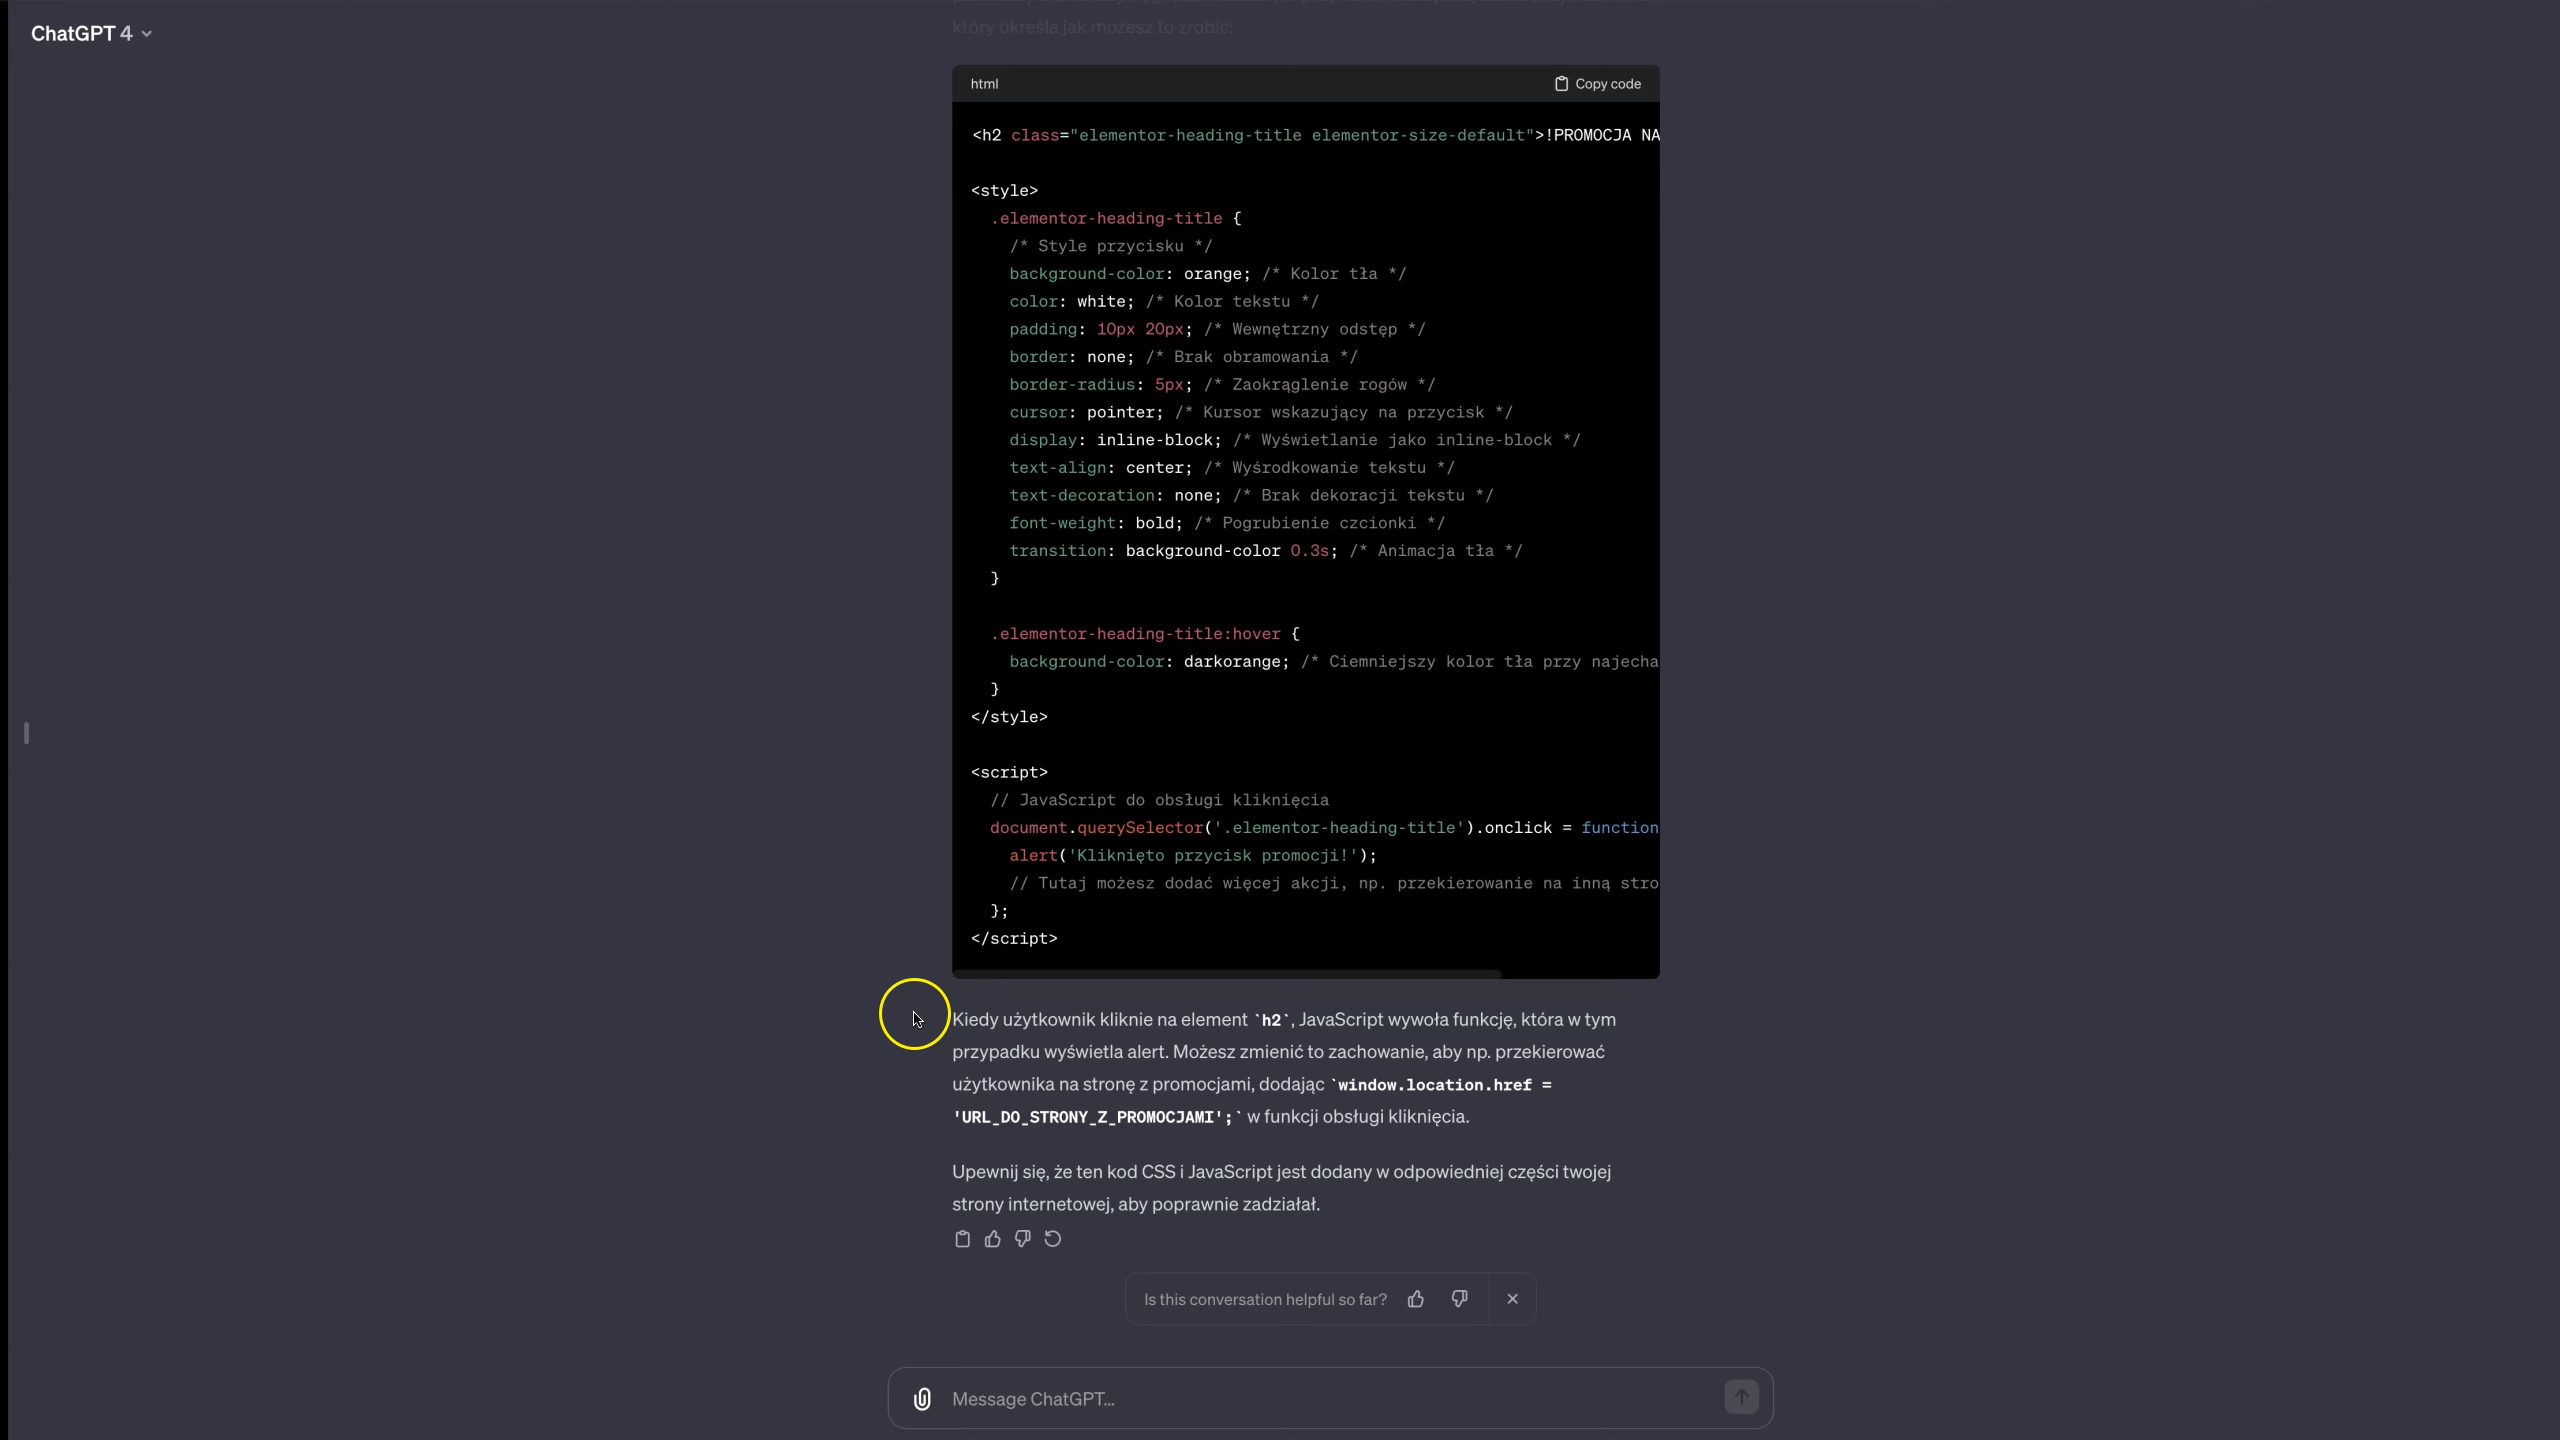 ChatGPT 4
który określa jak możesz to zrobić:
html
Copy code
<h2 class="elementor-heading-title elementor-size-default">!PROMOCJA NA
<style>
.elementor-heading-title {
/* Style przycisku */
background-color: orange; /* Kolor tła */
color: white; /* Kolor tekstu */
padding: 10px 20px; /* Wewnętrzny odstęp */
border: none; /* Brak obramowania */
border-radius: 5px; /* Zaokrąglenie rogów */
cursor: pointer; /* Kursor wskazujący na przycisk */
display: inline-block; /* Wyświetlanie jako inline-block */
text-align: center; /* Wyśrodkowanie tekstu */
text-decoration: none; /* Brak dekoracji tekstu */
font-weight: bold; /* Pogrubienie czcionki */
transition: background-color 0.3s; /* Animacja tła */
}
.elementor-heading-title:hover {
background-color: darkorange; /* Ciemniejszy kolor tła przy najecha
}
</style>
<script>
// JavaScript do obsługi kliknięcia
document.querySelector('.elementor-heading-title').onclick = function
alert('Kliknięto przycisk promocji!');
// Tutaj możesz dodać więcej akcji, np. przekierowanie na inną stro
};
</script>
Kiedy użytkownik kliknie na element `h2`, JavaScript wywoła funkcję, która w tym
przypadku wyświetla alert. Możesz zmienić to zachowanie, aby np. przekierować
użytkownika na stronę z promocjami, dodając `window.location.href =
'URL_DO_STRONY_Z_PROMOCJAMI';` w funkcji obsługi kliknięcia.
Upewnij się, że ten kod CSS i JavaScript jest dodany w odpowiedniej części twojej
strony internetowej, aby poprawnie zadziałał.
Is this conversation helpful so far?
Message ChatGPT...